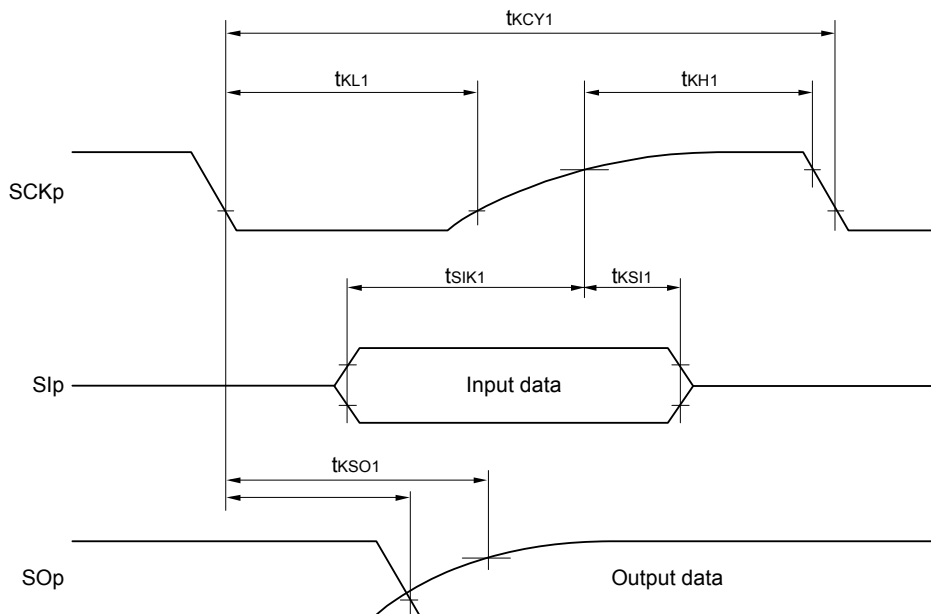 tKCY1
tKL1
tKH1
SCKp
tSIK1
tKSI1
SIp
Input data
tKSO1
SOp
Output data